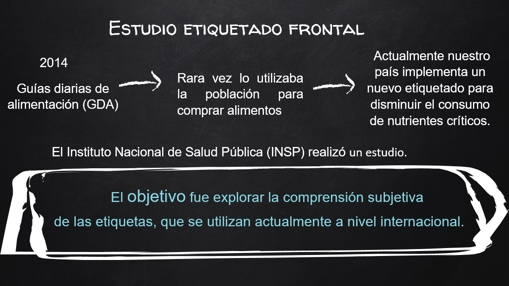 Estudio etiquetado frontal
2014
Guías diarias de
alimentación (GDA)
Rara vez lo utilizaba
la población para
comprar alimentos
Actualmente nuestro
país implementa un
nuevo etiquetado para
disminuir el consumo
de nutrientes críticos.
El Instituto Nacional de Salud Pública (INSP) realizó un estudio.
El objetivo fue explorar la comprensión subjetiva
de las etiquetas, que se utilizan actualmente a nivel internacional.